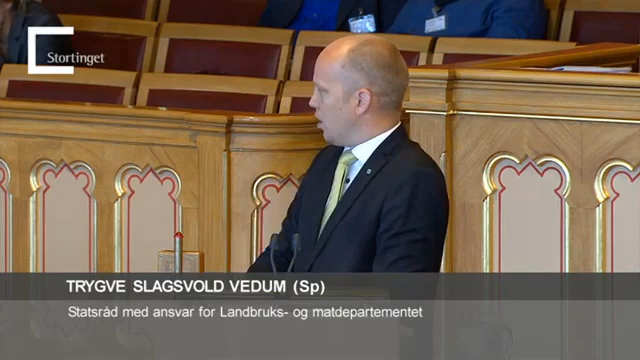 Stortinget
TRYGVE SLAGSVOLD VEDUM (Sp)
Statsråd med ansvar for Landbruks- og matdepartementet